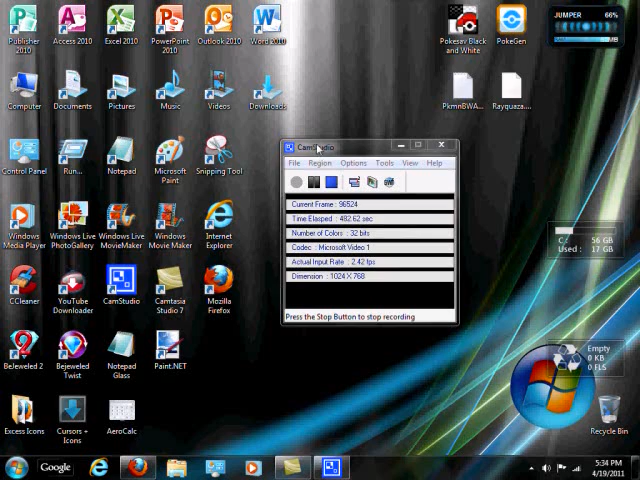 Publisher 2010
Access 2010
Excel 2010
PowerPoint 2010
Outlook 2010
Word 2010
Pokesav Black and White
PokeGen
JUMPER 66%
Computer
Documents
Pictures
Music
Videos
Downloads
PkmnBWA...
Rayquaza....
Control Panel
Run...
Notepad
Microsoft Paint
Snipping Tool
CamStudio
File Region Options Tools View Help
Current Frame : 96524
Time Elasped : 482.62 sec
Number of Colors : 32 bits
Codec : Microsoft Video 1
Actual Input Rate : 2.42 fps
Dimension : 1024 X 768
Press the Stop Button to stop recording
Windows Media Player
Windows Live PhotoGallery
Windows Live MovieMaker
Windows Movie Maker
Internet Explorer
C : 56 GB
Used : 17 GB
CCleaner
YouTube Downloader
CamStudio
Camtasia Studio 7
Mozilla Firefox
BeJeweled 2
Bejeweled Twist
Notepad Glass
Paint.NET
Empty
0 KB
0 FLS
Excess Icons
Cursors + Icons
AeroCalc
Recycle Bin
Google
5:34 PM
4/19/2011